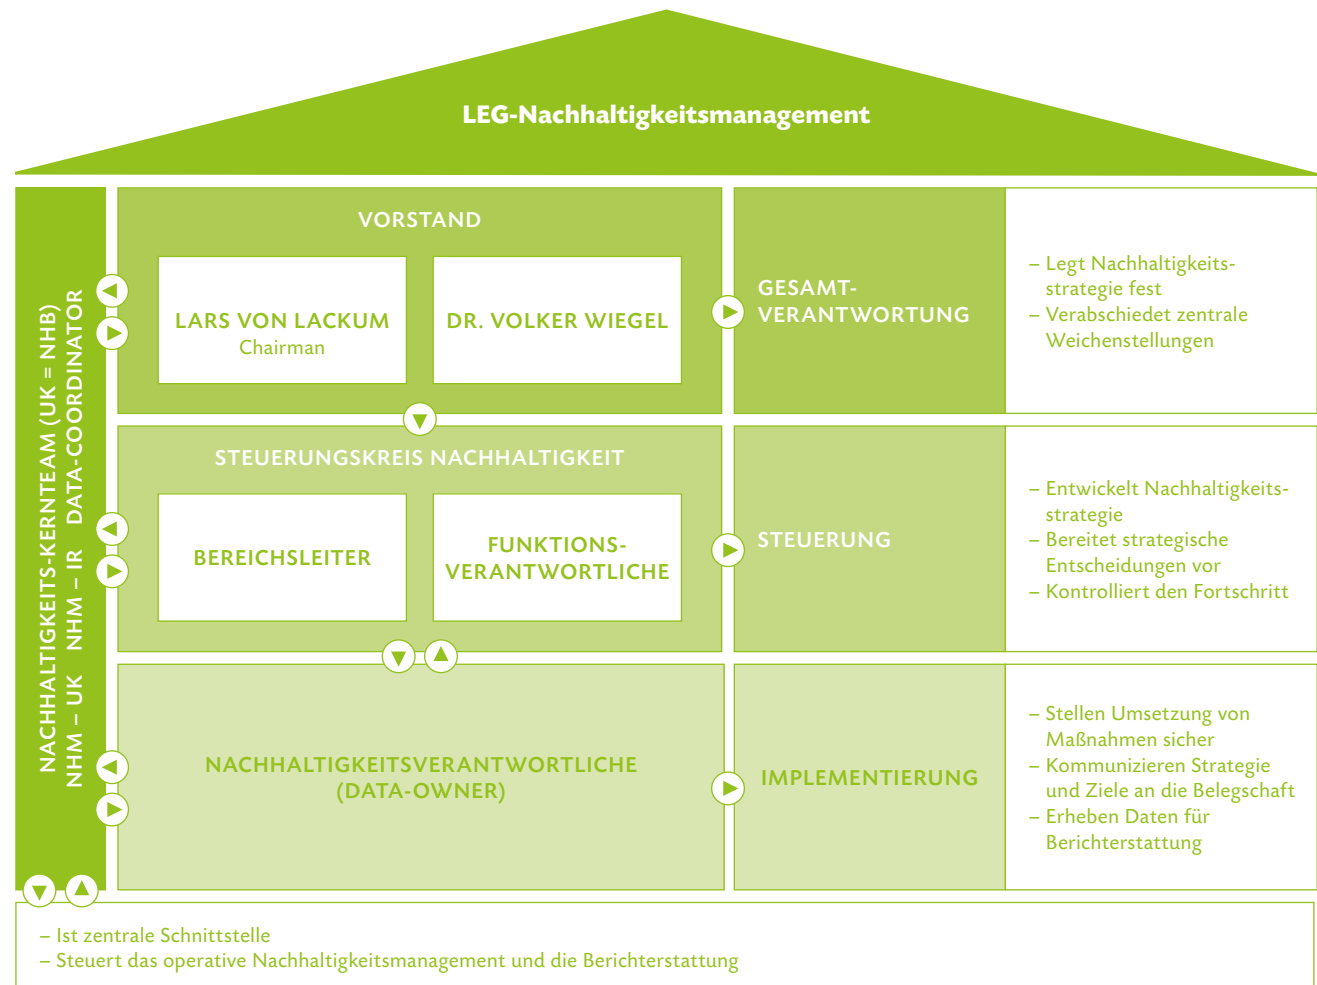 LEG-Nachhaltigkeitsmanagement
NACHHALTIGKEITS-KERNTEAM (UK = NHB)
NHM – UK NHM – IR DATA-COORDINATOR
VORSTAND
LARS VON LACKUM
Chairman
DR. VOLKER WIEGEL
GESAMT-
VERANTWORTUNG
– Legt Nachhaltigkeits-
strategie fest
– Verabschiedet zentrale
Weichenstellungen
STEUERUNGSKREIS NACHHALTIGKEIT
BEREICHSLEITER
FUNKTIONS-
VERANTWORTLICHE
STEUERUNG
– Entwickelt Nachhaltigkeits-
strategie
– Bereitet strategische
Entscheidungen vor
– Kontrolliert den Fortschritt
NACHHALTIGKEITSVERANTWORTLICHE
(DATA-OWNER)
IMPLEMENTIERUNG
– Stellen Umsetzung von
Maßnahmen sicher
– Kommunizieren Strategie
und Ziele an die Belegschaft
– Erheben Daten für
Berichterstattung
– Ist zentrale Schnittstelle
– Steuert das operative Nachhaltigkeitsmanagement und die Berichterstattung